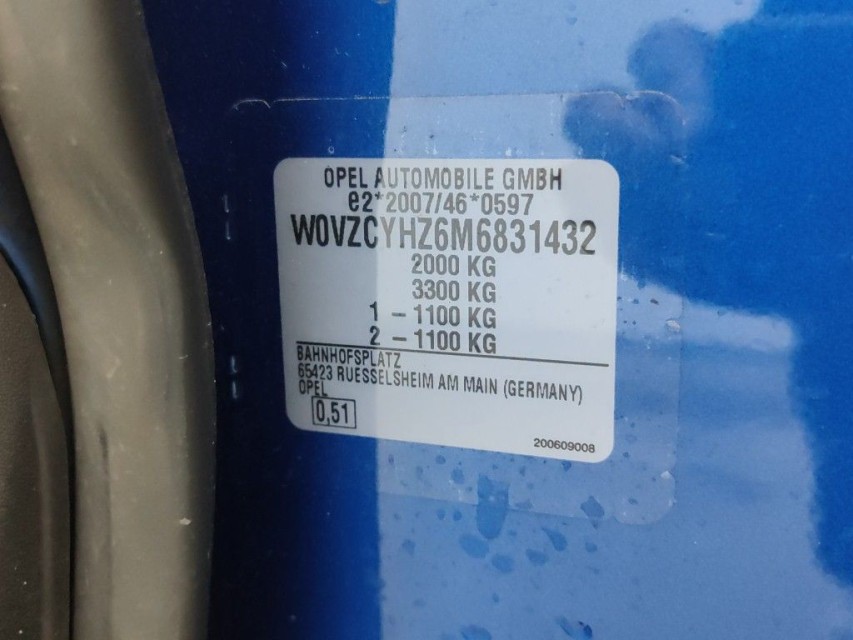 OPEL AUTOMOBILE GMBH
e2*2007/46*0597
W0VZCYHZ6M6831432
2000 KG
3300 KG
1 – 1100 KG
2 – 1100 KG
BAHNHOFSPLATZ
65423 RUESSELSHEIM AM MAIN (GERMANY)
OPEL
0,51
200609008